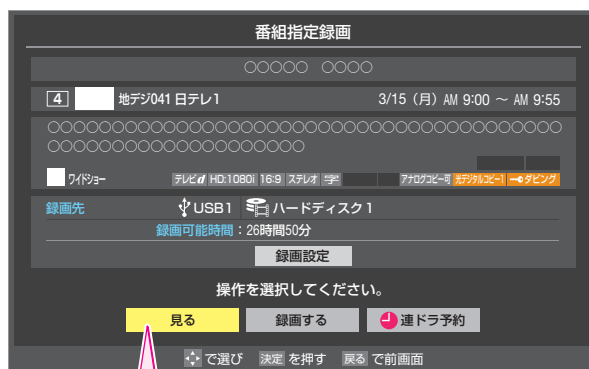 番組指定録画
○○○○○ ○○○○
4 地デジ041 日テレ1 3/15（月）AM 9:00 ～ AM 9:55
○○○○○○○○○○○○○○○○○○○○○○○○○○○○○○○○○○○○○○○○
○○○○○○○○○○○○○○○○○○○○
ワイドショー テレビd HD:1080i 16:9 ステレオ 字 アナログコピー可 光デジタルコピー1 ダビング
録画先 USB1 ハードディスク1
録画可能時間：26時間50分
録画設定
操作を選択してください。
見る 録画する 連ドラ予約
で選び 決定 を押す 戻る で前画面